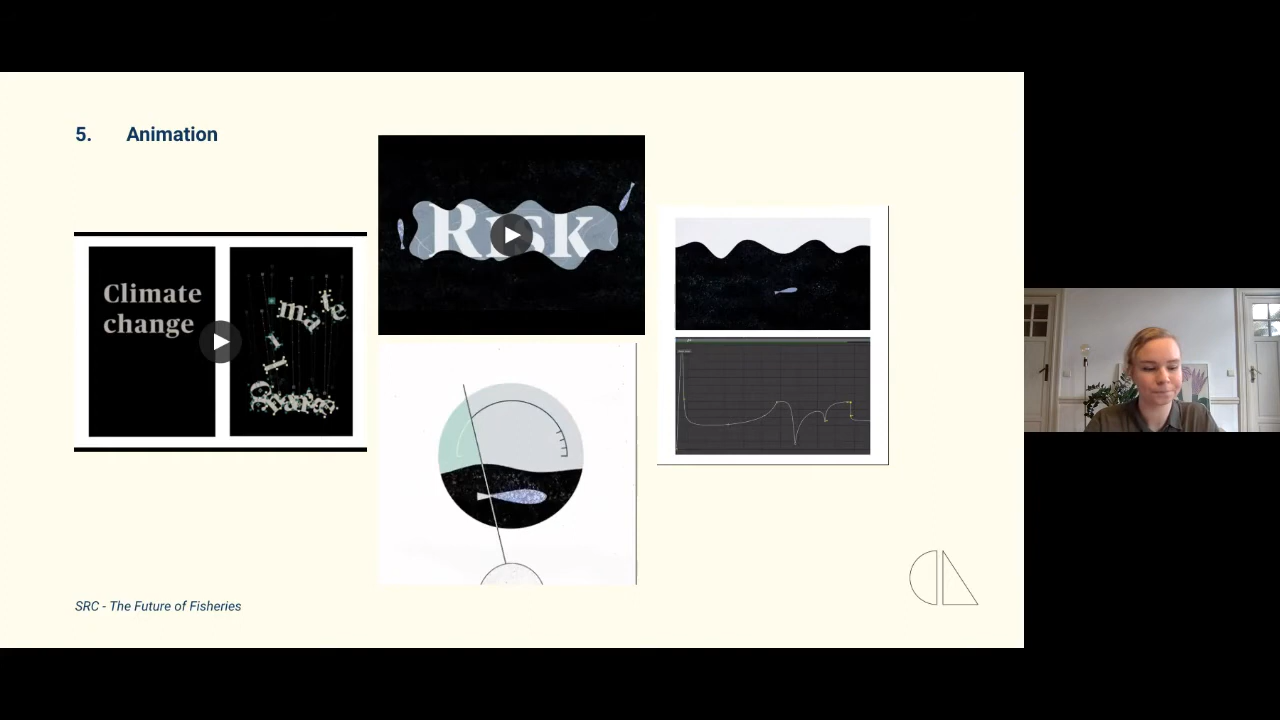 5. Animation
Climate
change
Risk
SRC - The Future of Fisheries